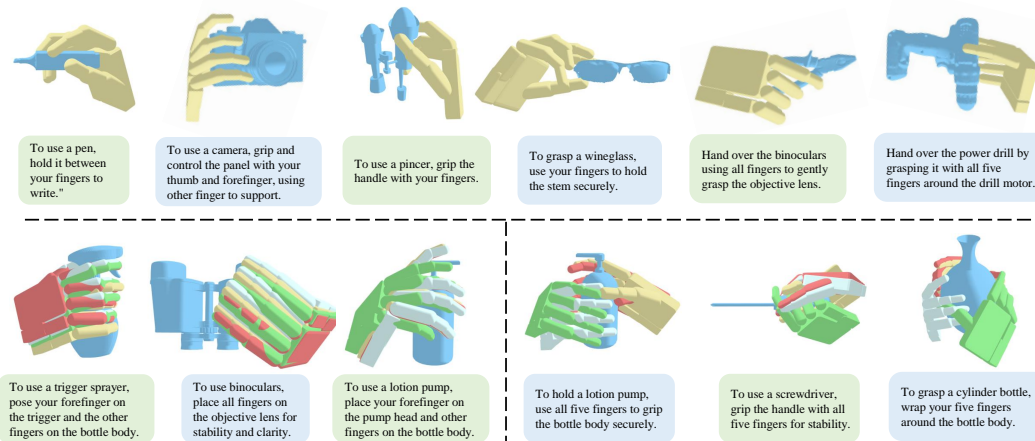 To use a pen,
hold it between
your fingers to
write."
To use a camera, grip and
control the panel with your
thumb and forefinger, using
other finger to support.
To use a pincer, grip the
handle with your fingers.
To grasp a wineglass,
use your fingers to hold
the stem securely.
Hand over the binoculars
using all fingers to gently
grasp the objective lens.
Hand over the power drill by
grasping it with all five
fingers around the drill motor.
To use a trigger sprayer,
pose your forefinger on
the trigger and the other
fingers on the bottle body.
To use binoculars,
place all fingers on
the objective lens for
stability and clarity.
To use a lotion pump,
place your forefinger on
the pump head and other
fingers on the bottle body.
To hold a lotion pump,
use all five fingers to grip
the bottle body securely.
To use a screwdriver,
grip the handle with all
five fingers for stability.
To grasp a cylinder bottle,
wrap your five fingers
around the bottle body.